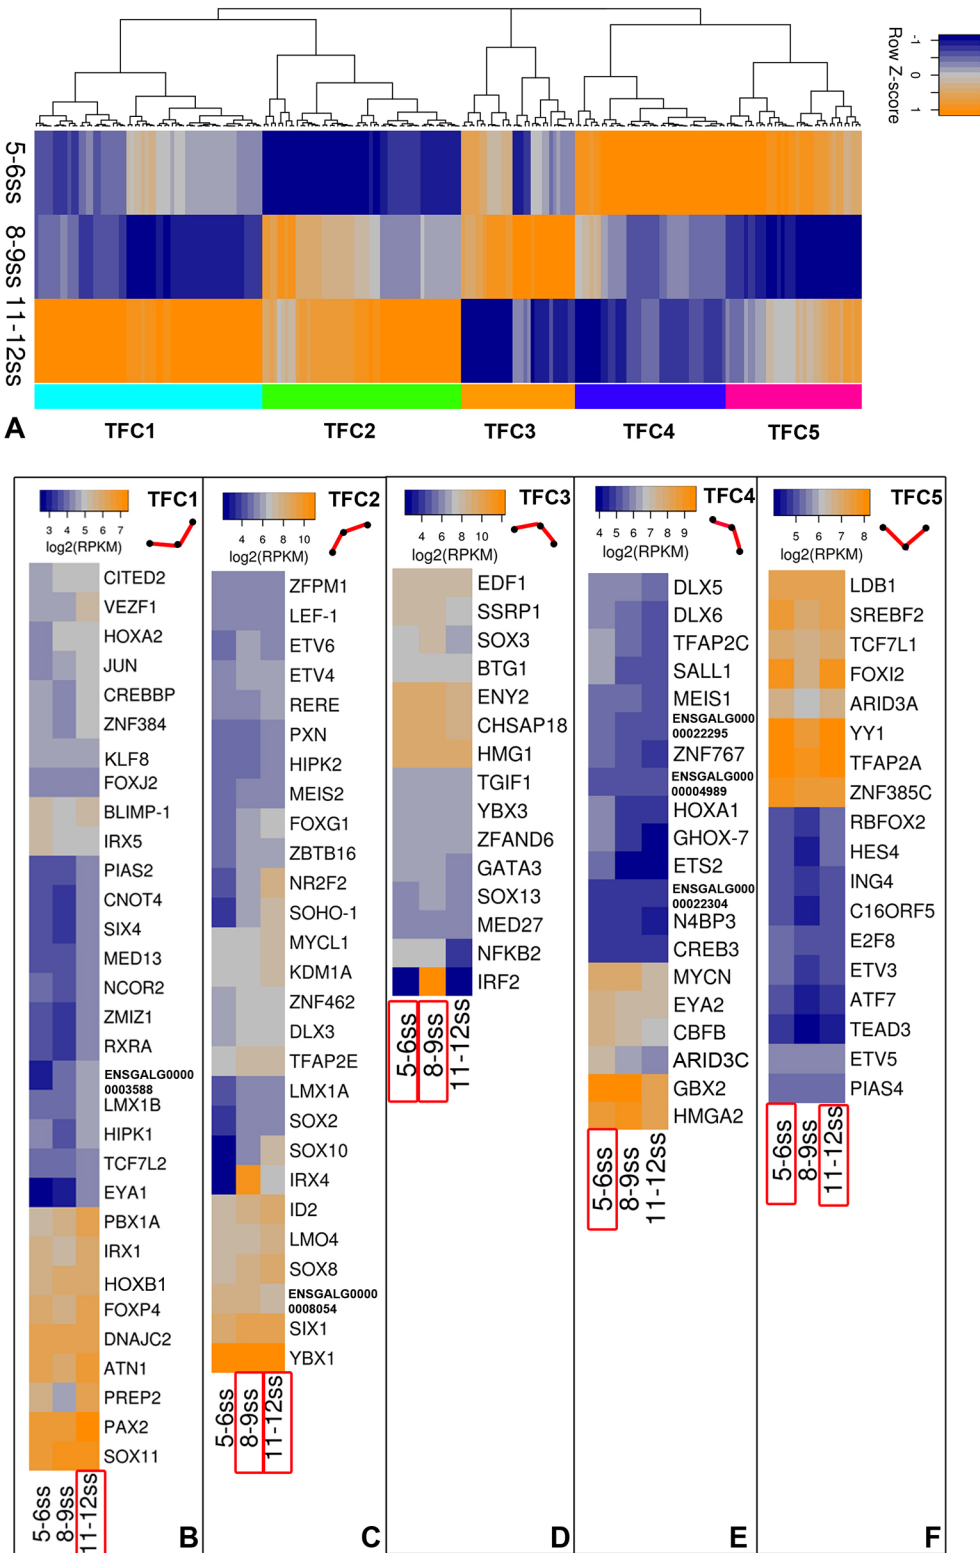 -1
0
1
Row Z-score
5-6ss
8-9ss
11-12ss
A
TFC1
TFC2
TFC3
TFC4
TFC5
TFC1
3 4 5 6 7
log2(RPKM)
CITED2
VEZF1
HOXA2
JUN
CREBBP
ZNF384
KLF8
FOXJ2
BLIMP-1
IRX5
PIAS2
CNOT4
SIX4
MED13
NCOR2
ZMIZ1
RXRA
ENSGALG0000
0003588
LMX1B
HIPK1
TCF7L2
EYA1
PBX1A
IRX1
HOXB1
FOXP4
DNAJC2
ATN1
PREP2
PAX2
SOX11
5-6ss
8-9ss
11-12ss
B
TFC2
4 6 8 10
log2(RPKM)
ZFPM1
LEF-1
ETV6
ETV4
RERE
PXN
HIPK2
MEIS2
FOXG1
ZBTB16
NR2F2
SOHO-1
MYCL1
KDM1A
ZNF462
DLX3
TFAP2E
LMX1A
SOX2
SOX10
IRX4
ID2
LMO4
SOX8
ENSGALG0000
0008054
SIX1
YBX1
5-6ss
8-9ss
11-12ss
C
TFC3
4 6 8 10
log2(RPKM)
EDF1
SSRP1
SOX3
BTG1
ENY2
CHSAP18
HMG1
TGIF1
YBX3
ZFAND6
GATA3
SOX13
MED27
NFKB2
IRF2
5-6ss
8-9ss
11-12ss
D
TFC4
4 5 6 7 8 9
log2(RPKM)
DLX5
DLX6
TFAP2C
SALL1
MEIS1
ENSGALG000
00022295
ZNF767
ENSGALG000
00004989
HOXA1
GHOX-7
ETS2
ENSGALG000
00022304
N4BP3
CREB3
MYCN
EYA2
CBFB
ARID3C
GBX2
HMGA2
5-6ss
8-9ss
11-12ss
E
TFC5
5 6 7 8
log2(RPKM)
LDB1
SREBF2
TCF7L1
FOXI2
ARID3A
YY1
TFAP2A
ZNF385C
RBFOX2
HES4
ING4
C16ORF5
E2F8
ETV3
ATF7
TEAD3
ETV5
PIAS4
5-6ss
8-9ss
11-12ss
F